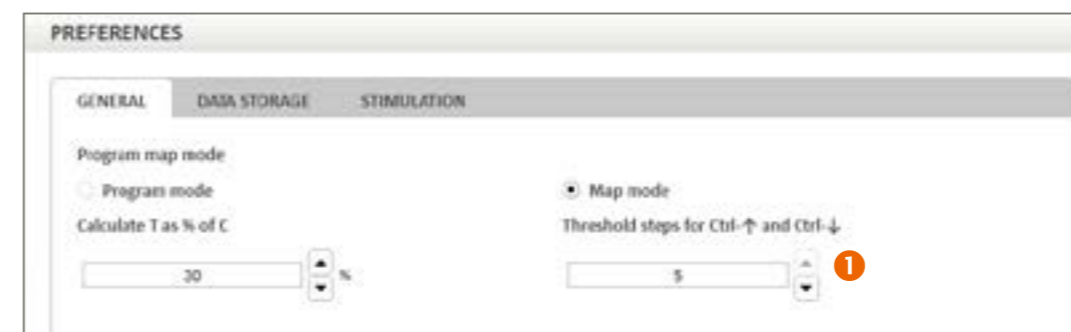 PREFERENCES
GENERAL DATA STORAGE STIMULATION
Program map mode
Program mode Map mode
Calculate T as % of C Threshold steps for Ctrl-↑ and Ctrl-↓
30 % 5 1